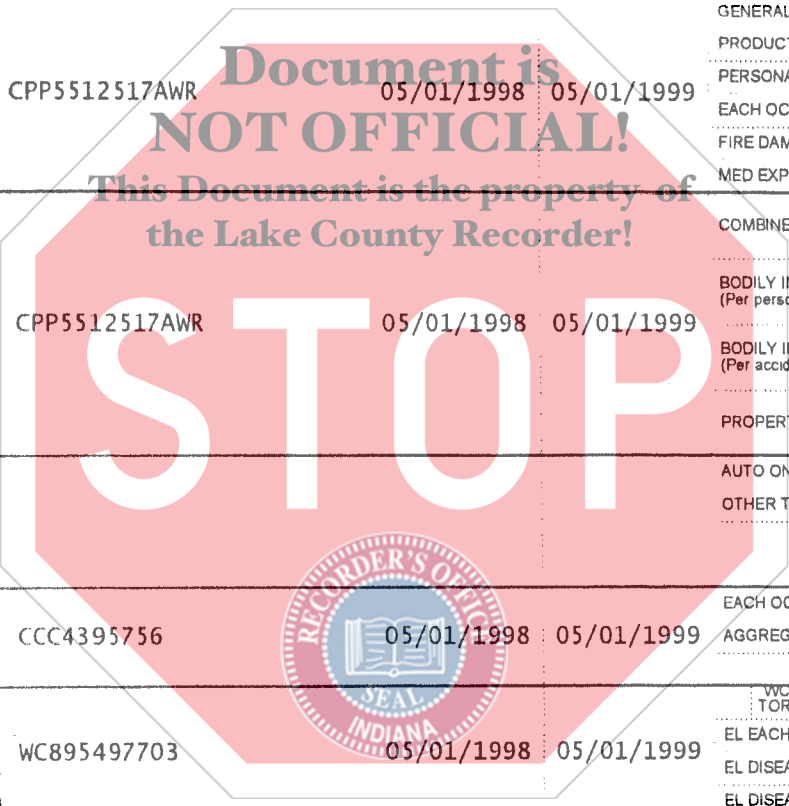 GENERAL
PRODUCT
PERSONA
CPP5512517AWR 05/01/1998 05/01/1999
EACH OC
FIRE DAM
MED EXP
Document is
NOT OFFICIAL!
This Document is the property of
the Lake County Recorder!
COMBINE
BODILY I
(Per perso
CPP5512517AWR 05/01/1998 05/01/1999
BODILY I
(Per accid
PROPERT
STOP
AUTO ON
OTHER T
RECORDER'S OFFICE
SEAL
INDIANA
EACH OC
CCC4395756 05/01/1998 05/01/1999 AGGREG
WC
TOR
EL EACH
WC895497703 05/01/1998 05/01/1999
EL DISEA
EL DISEA